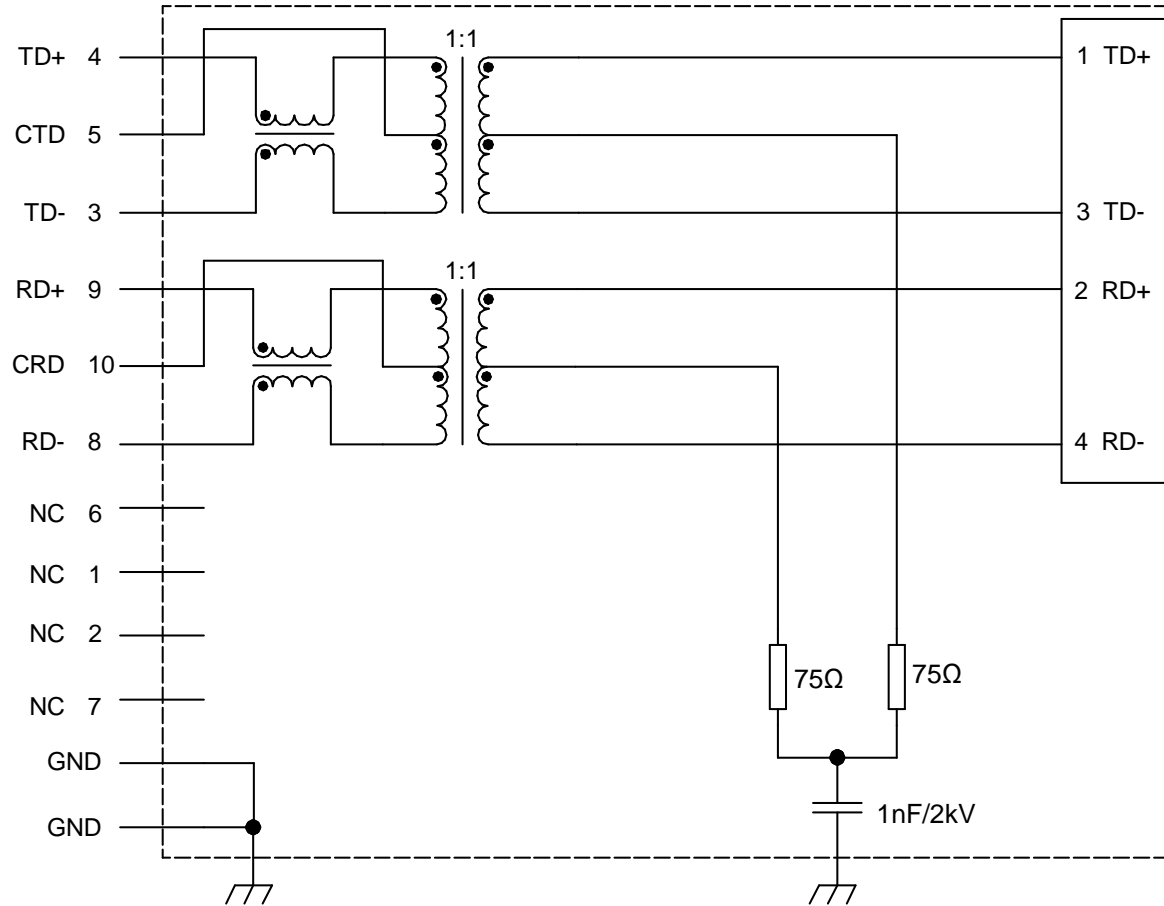 1:1
TD+ 4
1 TD+
CTD 5
TD- 3
3 TD-
1:1
RD+ 9
2 RD+
CRD 10
RD- 8
4 RD-
NC 6
NC 1
NC 2
NC 7
75Ω
75Ω
GND
1nF/2kV
GND